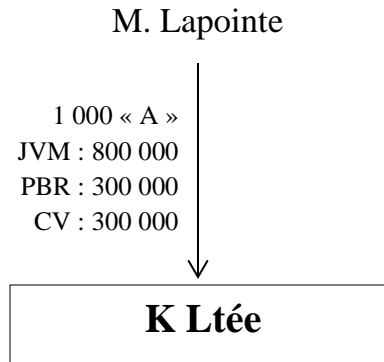 M. Lapointe
1 000 « A »
JVM : 800 000
PBR : 300 000
CV : 300 000
K Ltée